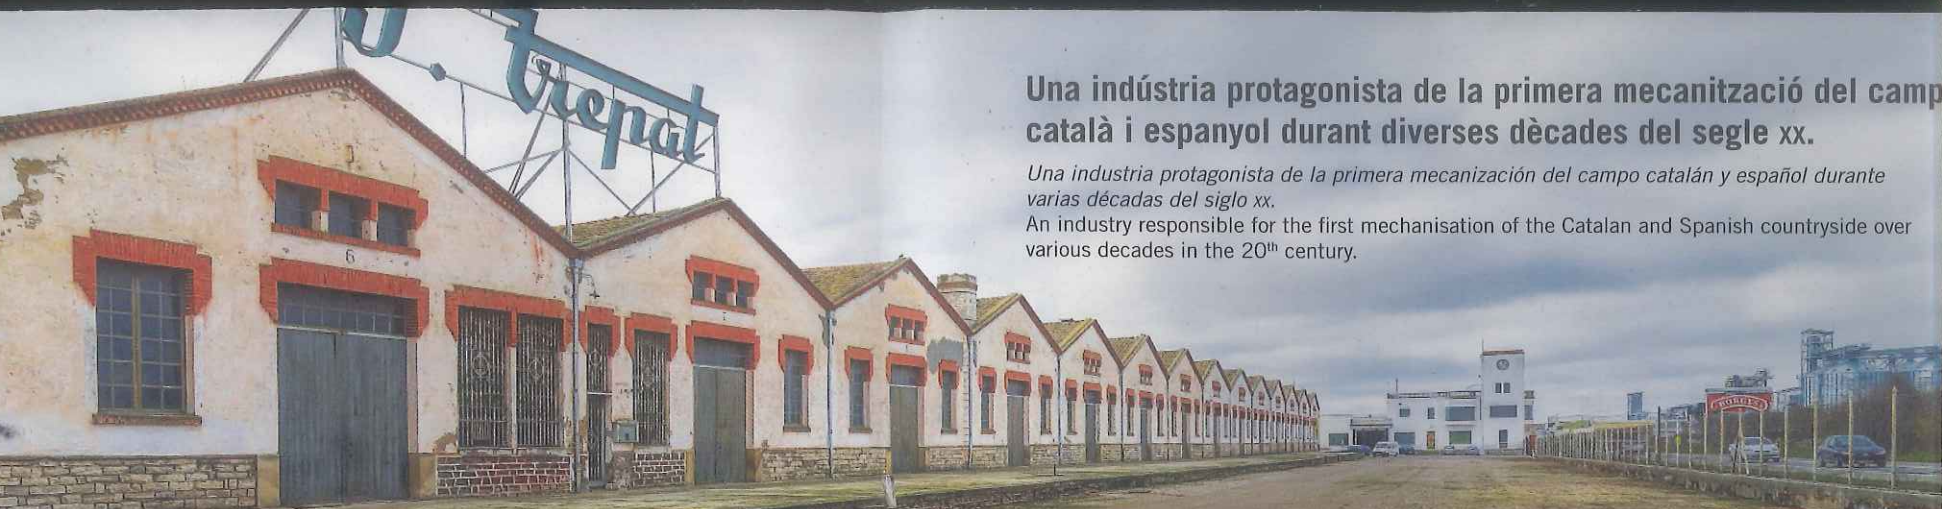 J. Trepat
6
Una indústria protagonista de la primera mecanització del camp
català i espanyol durant diverses dècades del segle xx.
Una industria protagonista de la primera mecanización del campo catalán y español durante
varias décadas del siglo xx.
An industry responsible for the first mechanisation of the Catalan and Spanish countryside over
various decades in the 20th century.
BORGES